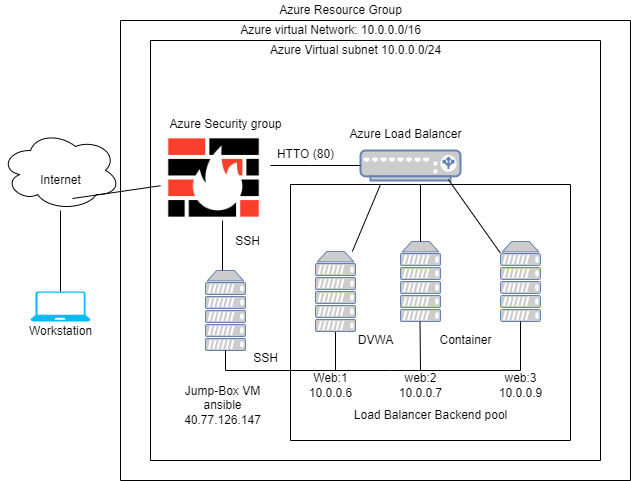 Azure Resource Group
Azure virtual Network: 10.0.0.0/16
Azure Virtual subnet 10.0.0.0/24
Azure Security group
Azure Load Balancer
HTTO (80)
Internet
SSH
Workstation
DVWA
Container
SSH
Jump-Box VM
ansible
40.77.126.147
Web:1
10.0.0.6
web:2
10.0.0.7
web:3
10.0.0.9
Load Balancer Backend pool